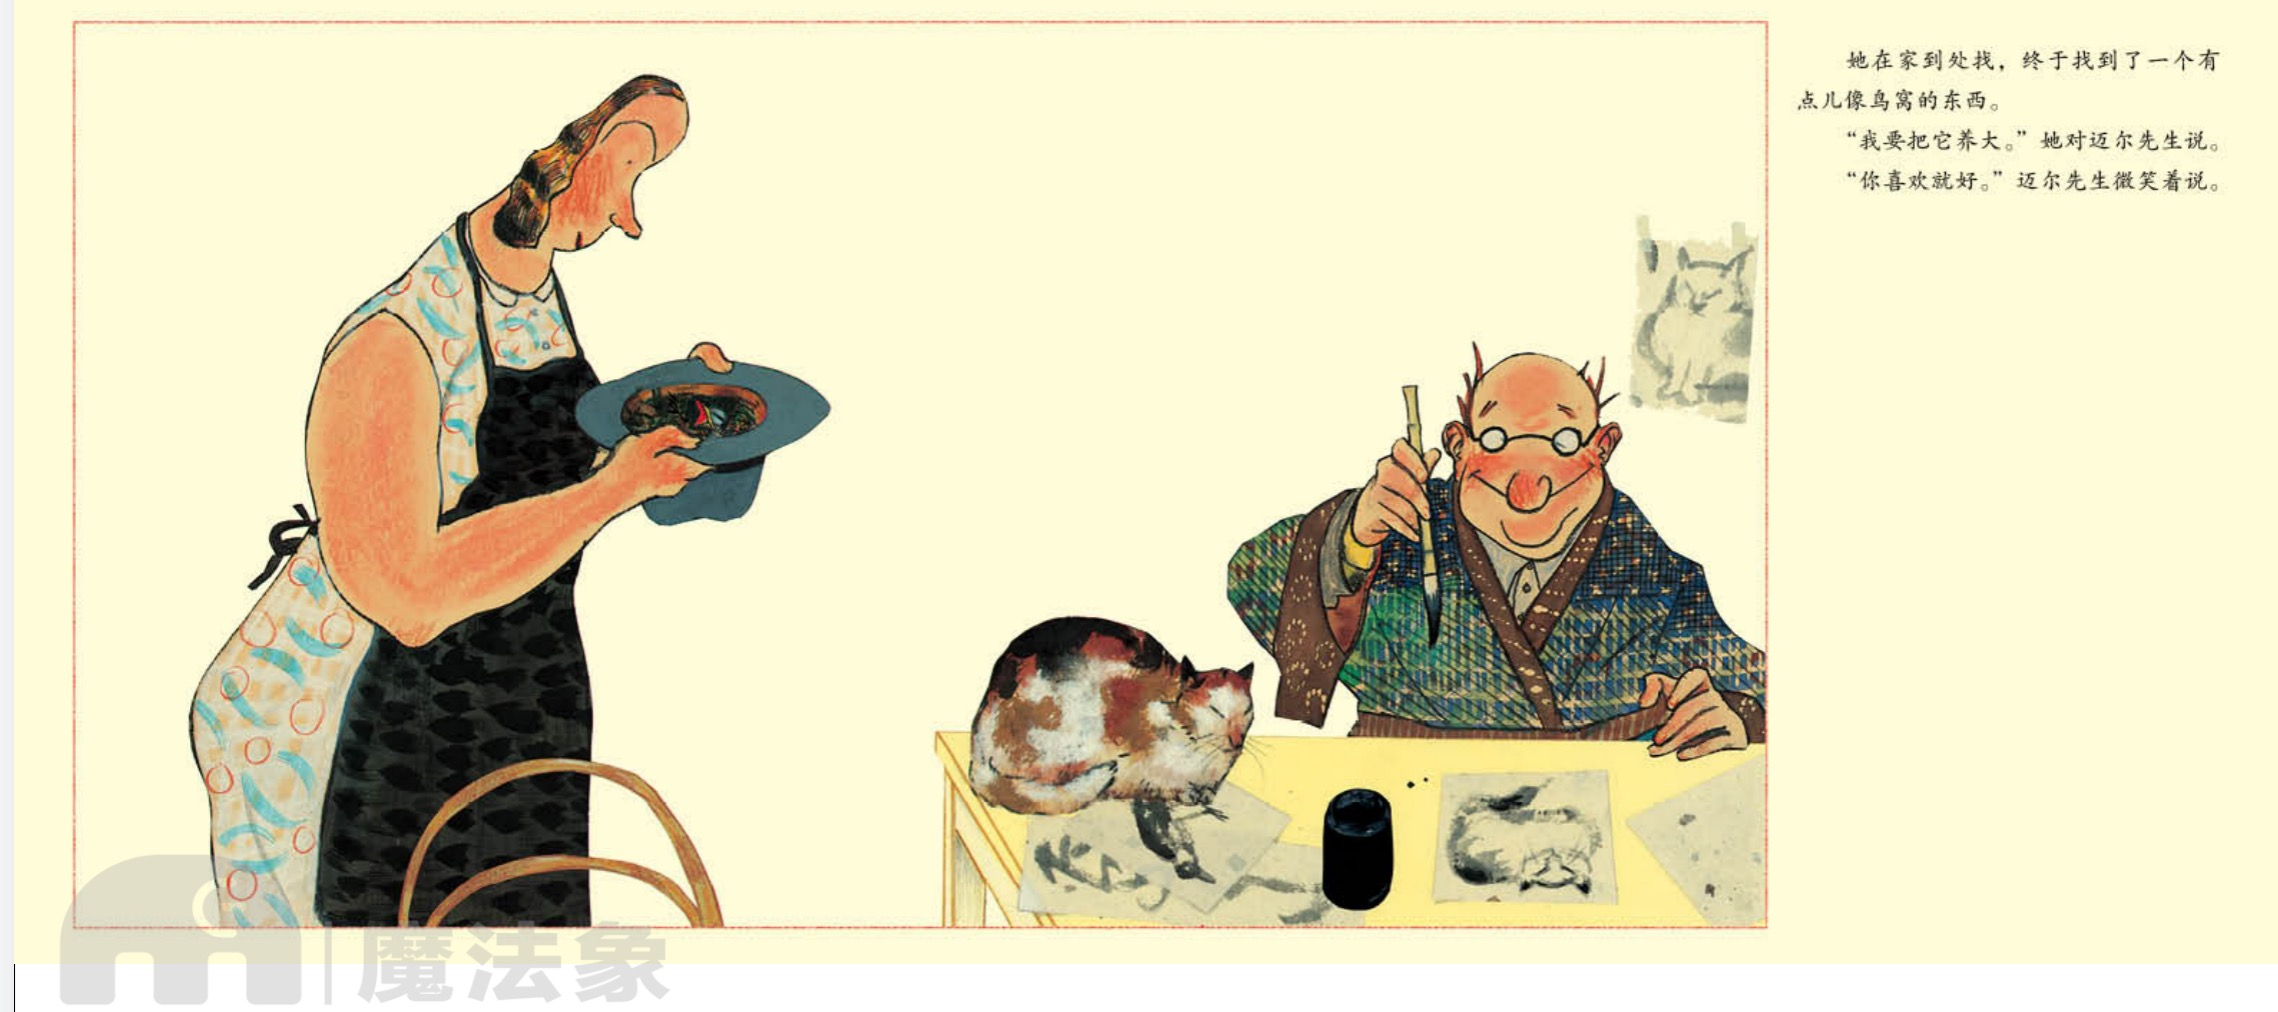 她在家到处找，终于找到了一个有
点儿像鸟窝的东西。
“我要把它养大。”她对迈尔先生说。
“你喜欢就好。”迈尔先生微笑着说。
魔法象